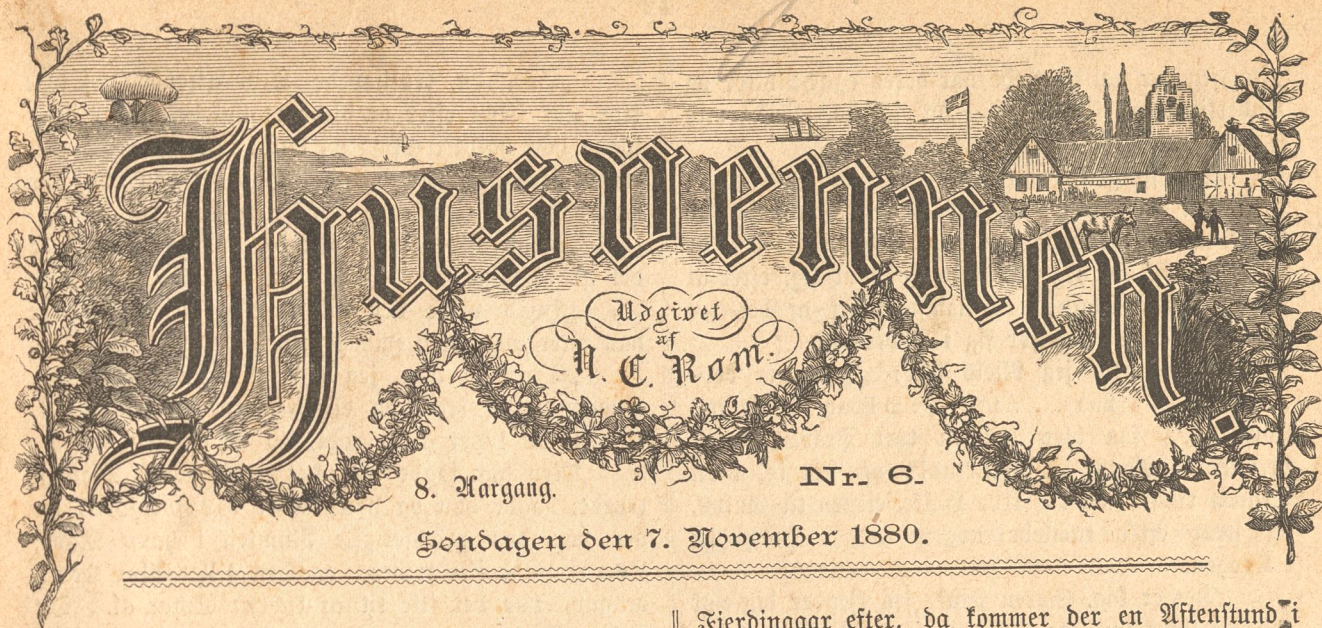 Husvennen.
Udgivet
af
N. C. Rom.
8. Aargang.
Nr. 6.
Søndagen den 7. November 1880.
Fjerdingaar efter, da kommer der en Aftenstund i